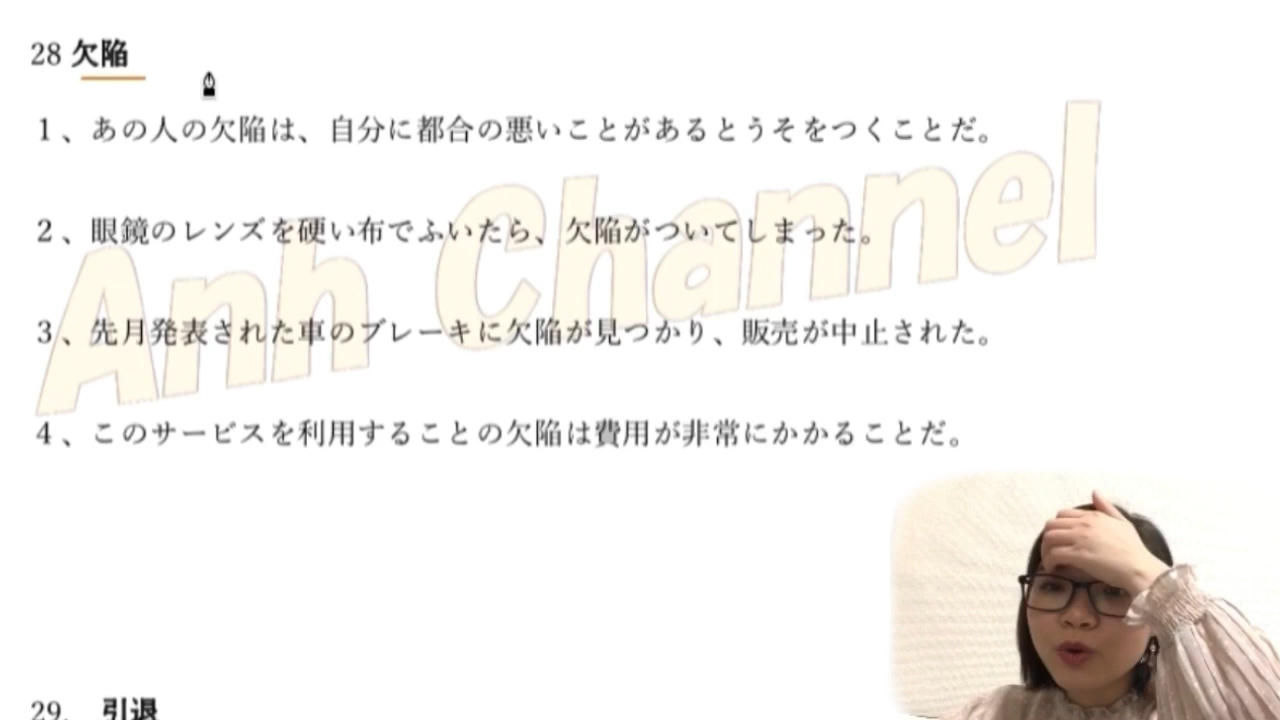 28 欠陥
１、あの人の欠陥は、自分に都合の悪いことがあるとうそをつくことだ。
２、眼鏡のレンズを硬い布でふいたら、欠陥がついてしまった。
３、先月発表された車のブレーキに欠陥が見つかり、販売が中止された。
４、このサービスを利用することの欠陥は費用が非常にかかることだ。
Anh Channel
29. 引退